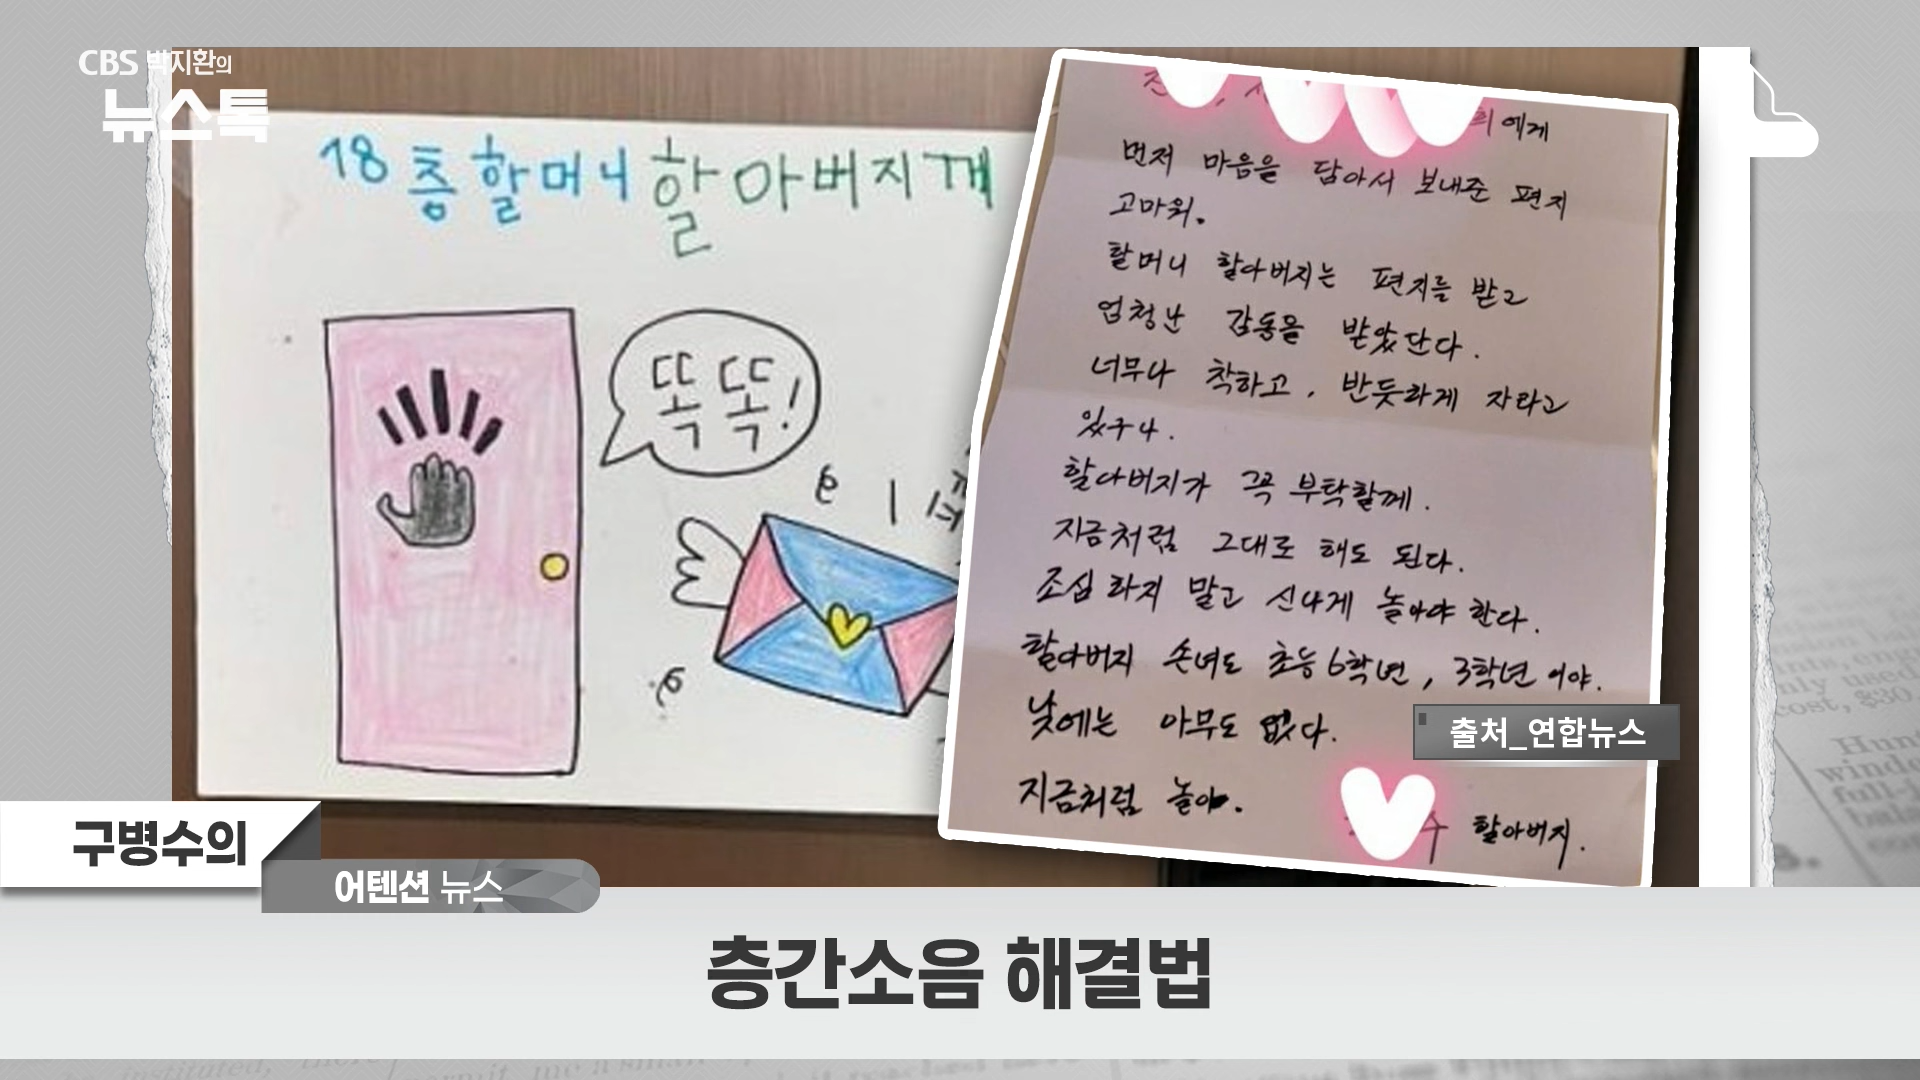 CBS 박지환의
뉴스톡
18층할머니할아버지께
똑똑!
희에게
먼저 마음을 담아서 보내준 편지
고마워.
할머니 할아버지는 편지를 받고
엄청난 감동을 받았단다.
너무나 착하고, 반듯하게 자라고
있구나.
할아버지가 꼭 부탁할께.
지금처럼 그대로 해도 된다.
조심하지 말고 신나게 놀아야 한다.
할아버지 손녀도 초등6학년, 3학년이야.
낮에는 아무도 없다.
지금처럼 놀아.
수 할아버지.
출처_연합뉴스
구병수의
어텐션 뉴스
층간소음 해결법